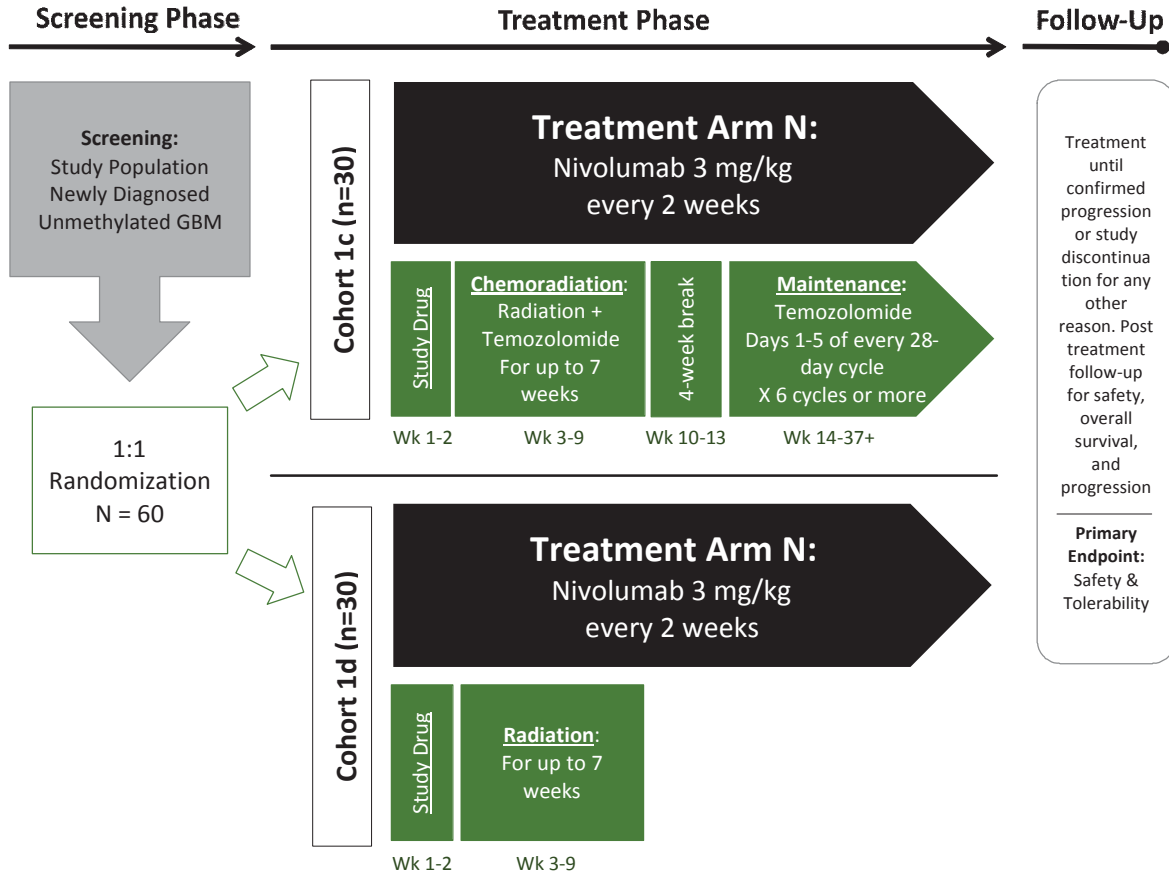 Screening Phase
Treatment Phase
Follow-Up
Screening:
Study Population
Newly Diagnosed
Unmethylated GBM
1:1
Randomization
N = 60
Cohort 1c (n=30)
Treatment Arm N:
Nivolumab 3 mg/kg
every 2 weeks
Study Drug
Chemoradiation:
Radiation +
Temozolomide
For up to 7
weeks
4-week break
Maintenance:
Temozolomide
Days 1-5 of every 28-
day cycle
X 6 cycles or more
Wk 1-2
Wk 3-9
Wk 10-13
Wk 14-37+
Cohort 1d (n=30)
Treatment Arm N:
Nivolumab 3 mg/kg
every 2 weeks
Study Drug
Radiation:
For up to 7
weeks
Wk 1-2
Wk 3-9
Treatment
until
confirmed
progression
or study
discontinua
tion for any
other
reason. Post
treatment
follow-up
for safety,
overall
survival,
and
progression
Primary
Endpoint:
Safety &
Tolerability